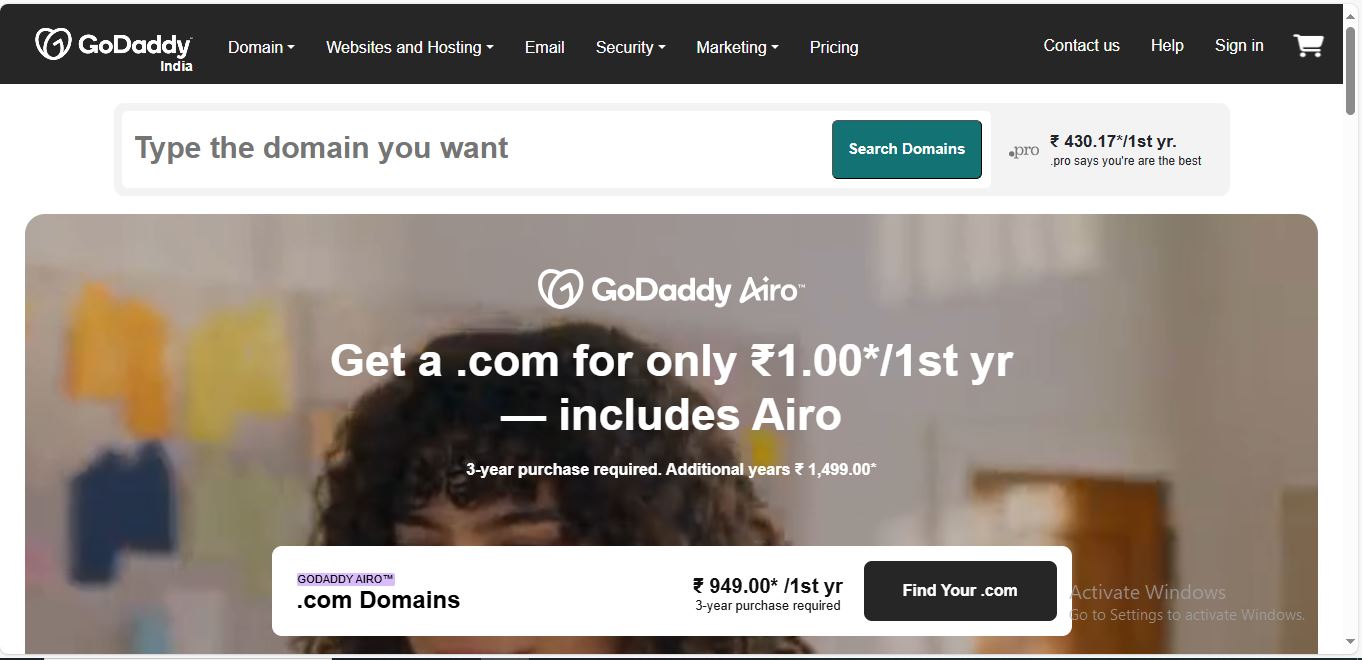 GoDaddy
India
Domain
Websites and Hosting
Email
Security
Marketing
Pricing
Contact us
Help
Sign in
Type the domain you want
Search Domains
.pro
₹ 430.17*/1st yr.
.pro says you're are the best
GoDaddy Airo™
Get a .com for only ₹1.00*/1st yr
— includes Airo
3-year purchase required. Additional years ₹ 1,499.00*
GODADDY AIRO™
.com Domains
₹ 949.00* /1st yr
3-year purchase required
Find Your .com
Activate Windows
Go to Settings to activate Windows.